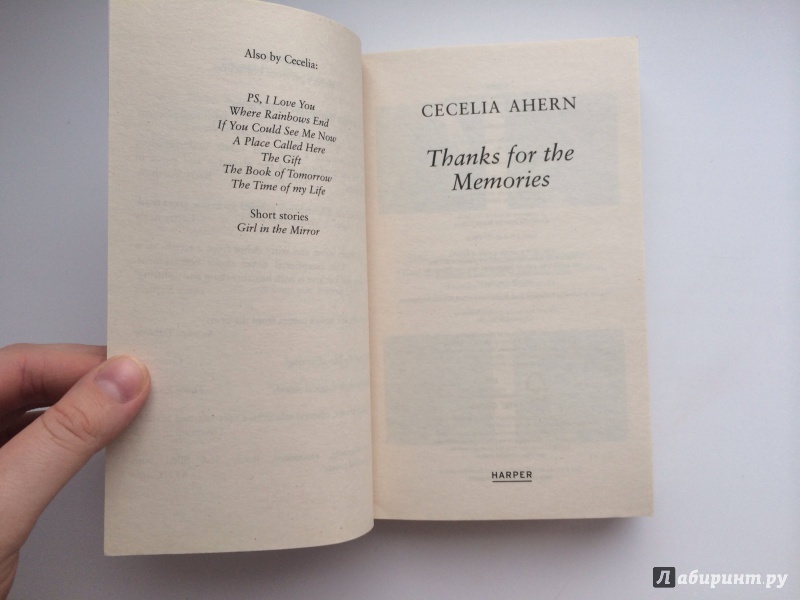 Also by Cecelia:
PS, I Love You
Where Rainbows End
If You Could See Me Now
A Place Called Here
The Gift
The Book of Tomorrow
The Time of my Life
Short stories
Girl in the Mirror
CECELIA AHERN
Thanks for the
Memories
HARPER
Лабиринт.ру